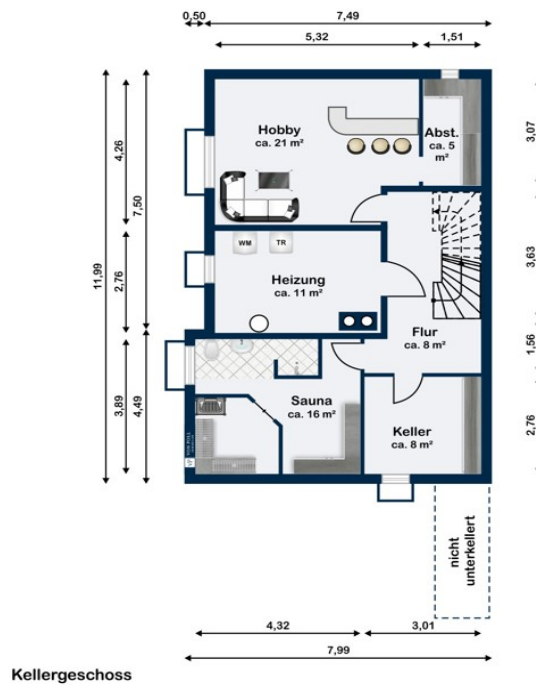 0,50
7,49
5,32
1,51
Hobby
ca. 21 m²
Abst.
ca. 5
m²
4,26
7,50
11,99
2,76
3,89
4,49
3,07
3,63
1,56
2,76
WM
TR
Heizung
ca. 11 m²
Flur
ca. 8 m²
Sauna
ca. 16 m²
Keller
ca. 8 m²
nicht
unterkellert
4,32
3,01
7,99
Kellergeschoss